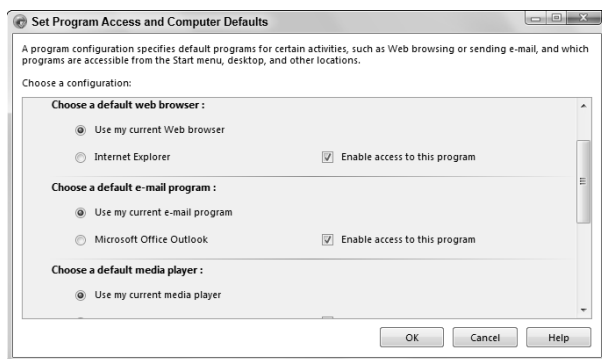 Set Program Access and Computer Defaults
A program configuration specifies default programs for certain activities, such as Web browsing or sending e-mail, and which
programs are accessible from the Start menu, desktop, and other locations.
Choose a configuration:
Choose a default web browser :
Use my current Web browser
Internet Explorer Enable access to this program
Choose a default e-mail program :
Use my current e-mail program
Microsoft Office Outlook Enable access to this program
Choose a default media player :
Use my current media player
OK Cancel Help